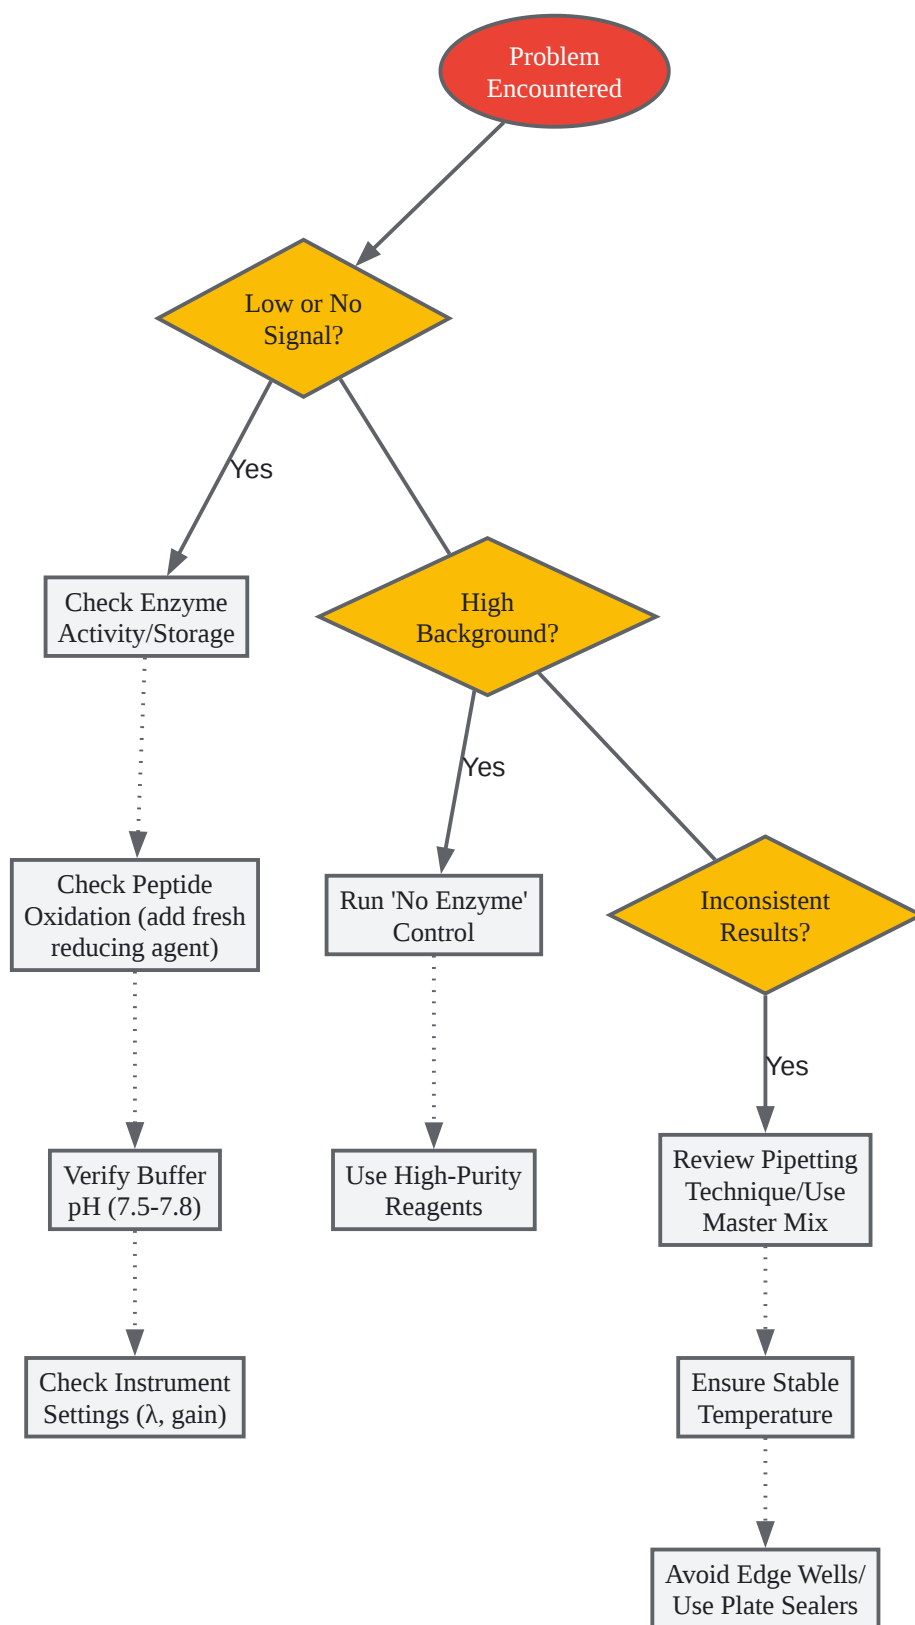 Problem
Encountered
Low or No
Signal?
Yes
Check Enzyme
Activity/Storage
High
Background?
Yes
Check Peptide
Oxidation (add fresh
reducing agent)
Run 'No Enzyme'
Control
Inconsistent
Results?
Yes
Verify Buffer
pH (7.5-7.8)
Use High-Purity
Reagents
Review Pipetting
Technique/Use
Master Mix
Check Instrument
Settings (λ, gain)
Ensure Stable
Temperature
Avoid Edge Wells/
Use Plate Sealers